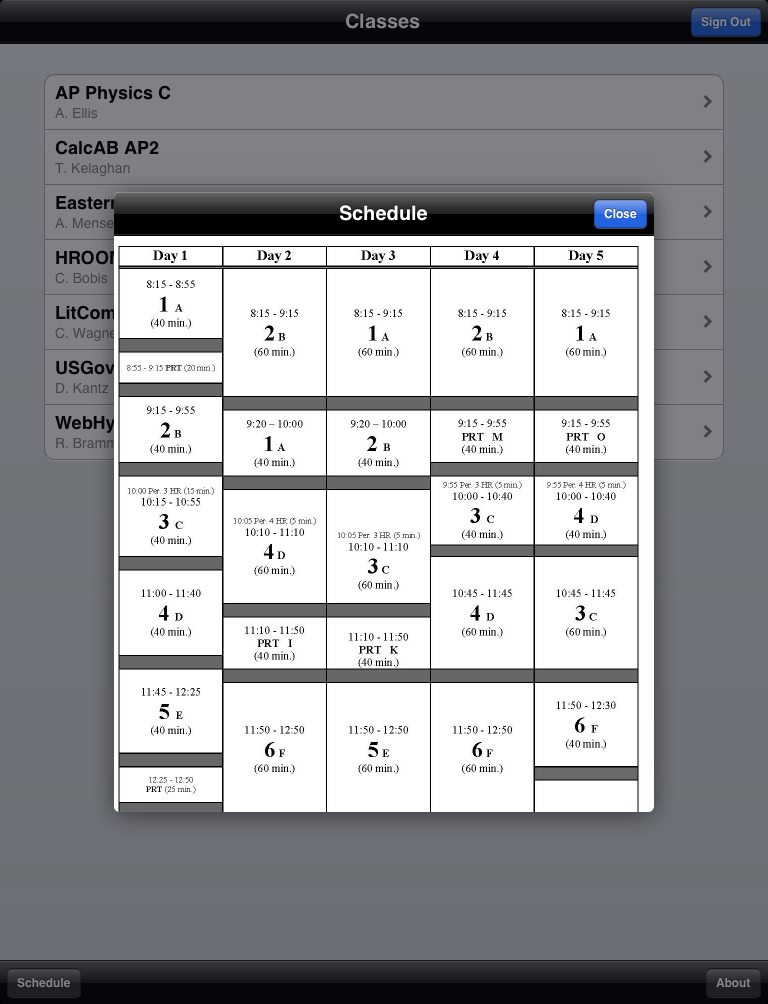 Classes
Sign Out
AP Physics C
A. Ellis
CalcAB AP2
T. Kelaghan
Eastern
A. Mense
HROO
C. Bobis
LitCom
C. Wagne
USGov
D. Kantz
WebHy
R. Bramm
Schedule
Close
Day 1
Day 2
Day 3
Day 4
Day 5
8:15 - 8:55
1 A
(40 min.)
8:55 - 9:15 PRT (20 min.)
9:15 - 9:55
2 B
(40 min.)
10:00 Per. 3 HR (15 min.)
10:15 - 10:55
3 C
(40 min.)
11:00 - 11:40
4 D
(40 min.)
11:45 - 12:25
5 E
(40 min.)
12:25 - 12:50
PRT (25 min.)
8:15 - 9:15
2 B
(60 min.)
9:20 – 10:00
1 A
(40 min.)
10:05 Per. 4 HR (5 min.)
10:10 - 11:10
4 D
(60 min.)
11:10 - 11:50
PRT I
(40 min.)
11:50 - 12:50
6 F
(60 min.)
8:15 - 9:15
1 A
(60 min.)
9:20 – 10:00
2 B
(40 min.)
10:05 Per. 3 HR (5 min.)
10:10 - 11:10
3 C
(60 min.)
11:10 - 11:50
PRT K
(40 min.)
11:50 - 12:50
5 E
(60 min.)
8:15 - 9:15
2 B
(60 min.)
9:15 - 9:55
PRT M
(40 min.)
9:55 Per. 3 HR (5 min.)
10:00 - 10:40
3 C
(40 min.)
10:45 - 11:45
4 D
(60 min.)
11:50 - 12:50
6 F
(60 min.)
8:15 - 9:15
1 A
(60 min.)
9:15 - 9:55
PRT O
(40 min.)
9:55 Per. 4 HR (5 min.)
10:00 - 10:40
4 D
(40 min.)
10:45 - 11:45
3 C
(60 min.)
11:50 - 12:30
6 F
(40 min.)
Schedule
About